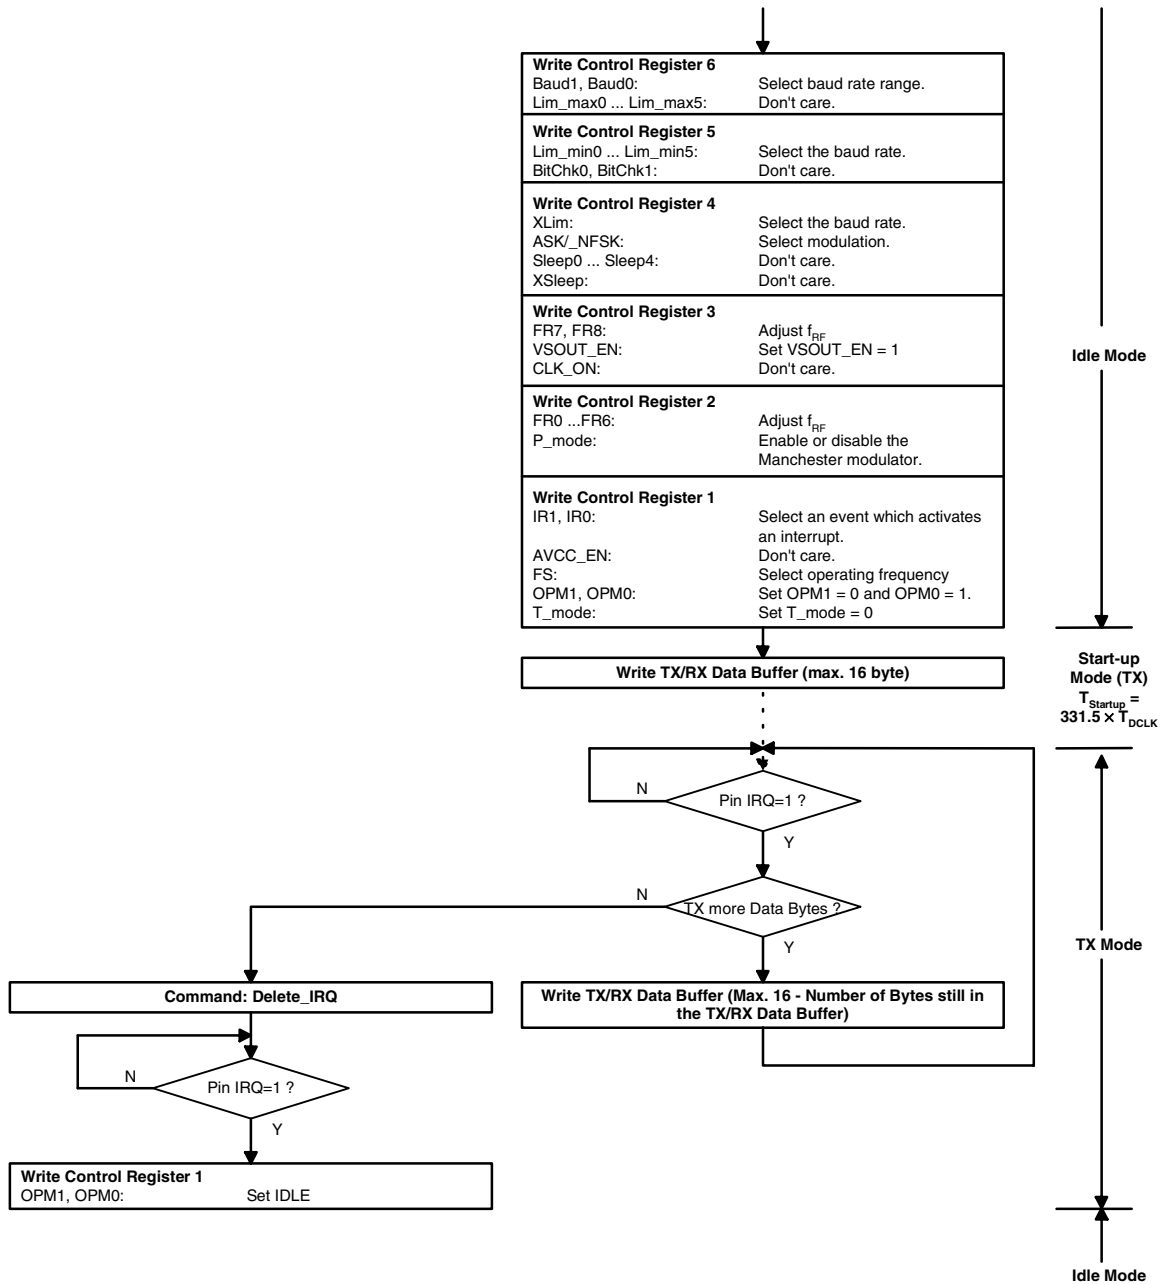 Write Control Register 6
Baud1, Baud0: Select baud rate range.
Lim_max0 ... Lim_max5: Don't care.
Write Control Register 5
Lim_min0 ... Lim_min5: Select the baud rate.
BitChk0, BitChk1: Don't care.
Write Control Register 4
XLim: Select the baud rate.
ASK/_NFSK: Select modulation.
Sleep0 ... Sleep4: Don't care.
XSleep: Don't care.
Write Control Register 3
FR7, FR8: Adjust fRF
VSOUT_EN: Set VSOUT_EN = 1
CLK_ON: Don't care.
Idle Mode
Write Control Register 2
FR0 ...FR6: Adjust fRF
P_mode: Enable or disable the
Manchester modulator.
Write Control Register 1
IR1, IR0: Select an event which activates
an interrupt.
AVCC_EN: Don't care.
FS: Select operating frequency
OPM1, OPM0: Set OPM1 = 0 and OPM0 = 1.
T_mode: Set T_mode = 0
Write TX/RX Data Buffer (max. 16 byte)
Start-up
Mode (TX)
TStartup =
331.5 × TDCLK
N
Pin IRQ=1 ?
Y
N
TX more Data Bytes ?
Y
TX Mode
Command: Delete_IRQ
Write TX/RX Data Buffer (Max. 16 - Number of Bytes still in
the TX/RX Data Buffer)
N
Pin IRQ=1 ?
Y
Write Control Register 1
OPM1, OPM0: Set IDLE
Idle Mode